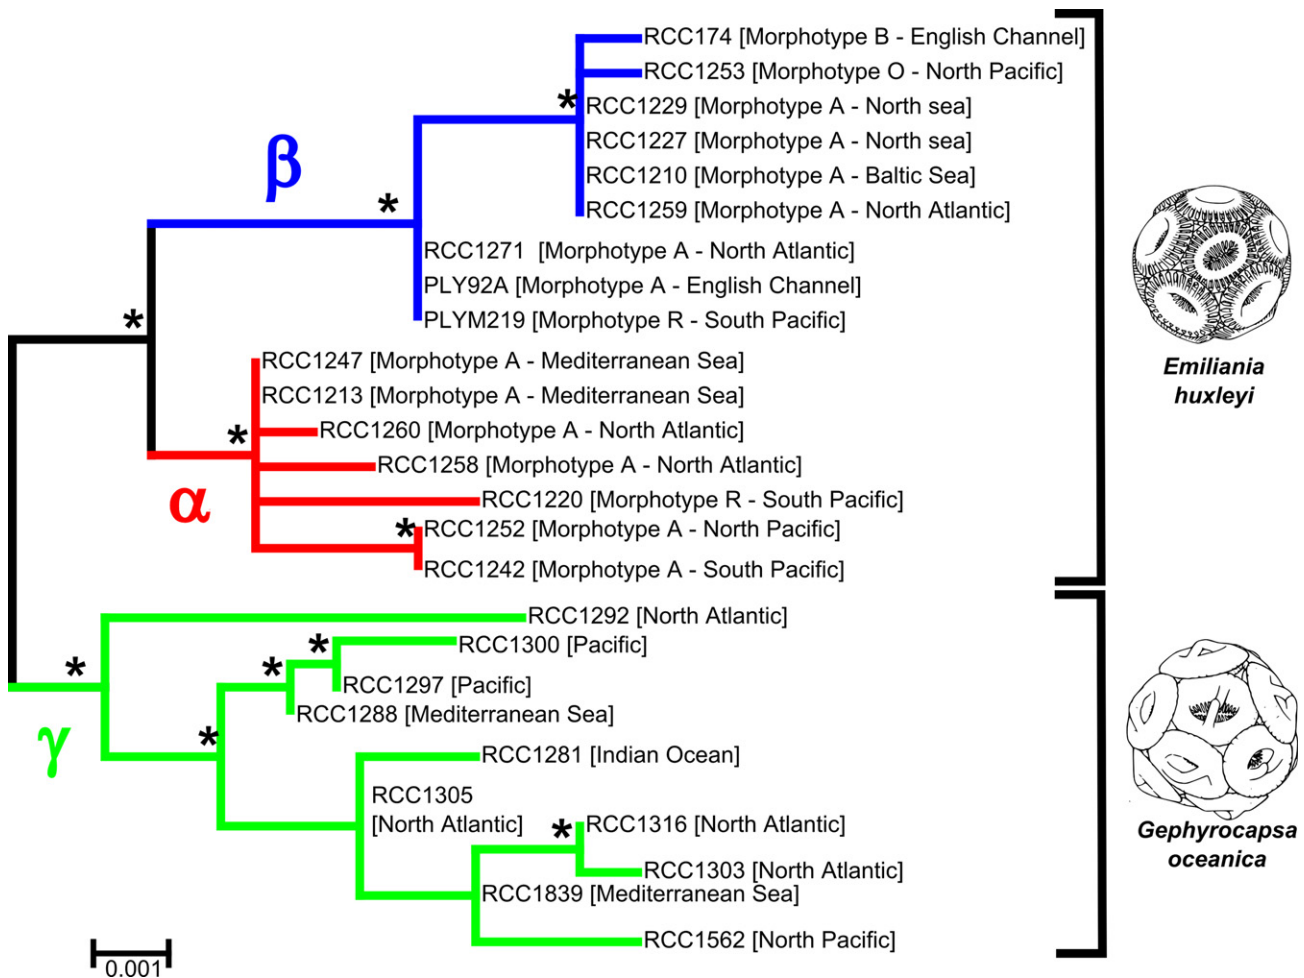 RCC174 [Morphotype B - English Channel]
RCC1253 [Morphotype O - North Pacific]
*
RCC1229 [Morphotype A - North sea]
RCC1227 [Morphotype A - North sea]
β
RCC1210 [Morphotype A - Baltic Sea]
*
RCC1259 [Morphotype A - North Atlantic]
RCC1271 [Morphotype A - North Atlantic]
PLY92A [Morphotype A - English Channel]
*
PLYM219 [Morphotype R - South Pacific]
RCC1247 [Morphotype A - Mediterranean Sea]
Emiliania
huxleyi
RCC1213 [Morphotype A - Mediterranean Sea]
*
RCC1260 [Morphotype A - North Atlantic]
RCC1258 [Morphotype A - North Atlantic]
α
RCC1220 [Morphotype R - South Pacific]
*
RCC1252 [Morphotype A - North Pacific]
RCC1242 [Morphotype A - South Pacific]
RCC1292 [North Atlantic]
*
RCC1300 [Pacific]
*
*
RCC1297 [Pacific]
RCC1288 [Mediterranean Sea]
*
γ
RCC1281 [Indian Ocean]
RCC1305
[North Atlantic]
*
RCC1316 [North Atlantic]
Gephyrocapsa
oceanica
RCC1303 [North Atlantic]
RCC1839 [Mediterranean Sea]
RCC1562 [North Pacific]
0.001